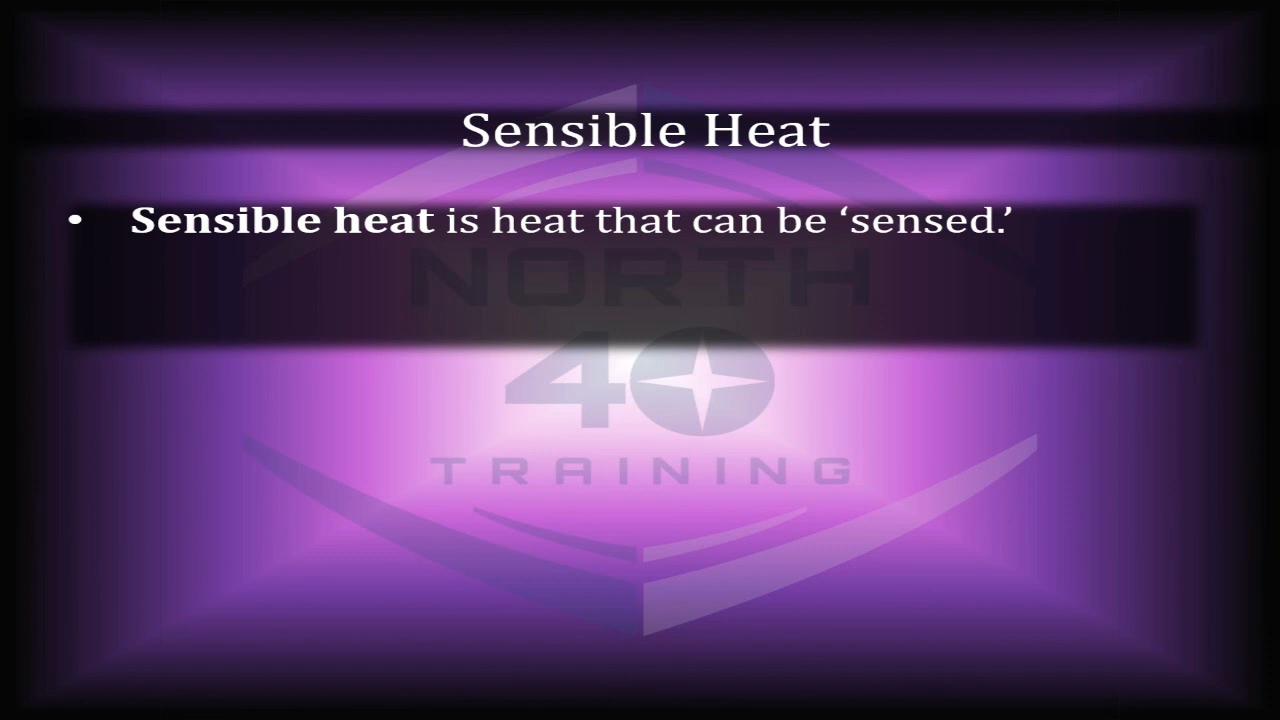 Sensible Heat
• Sensible heat is heat that can be ‘sensed.’
NORTH
40
TRAINING